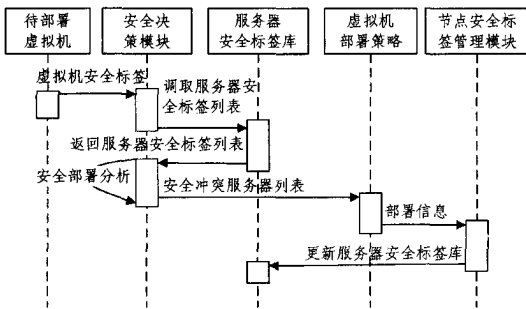 待部署
虚拟机
安全决
策模块
服务器
安全标签库
虚拟机
部署策略
节点安全标
签管理模块
虚拟机安全标签
调取服务器安
全标签列表
返回服务器安全标签列表
安全部署分析
安全冲突服务器列表
部署信息
更新服务器安全标签库